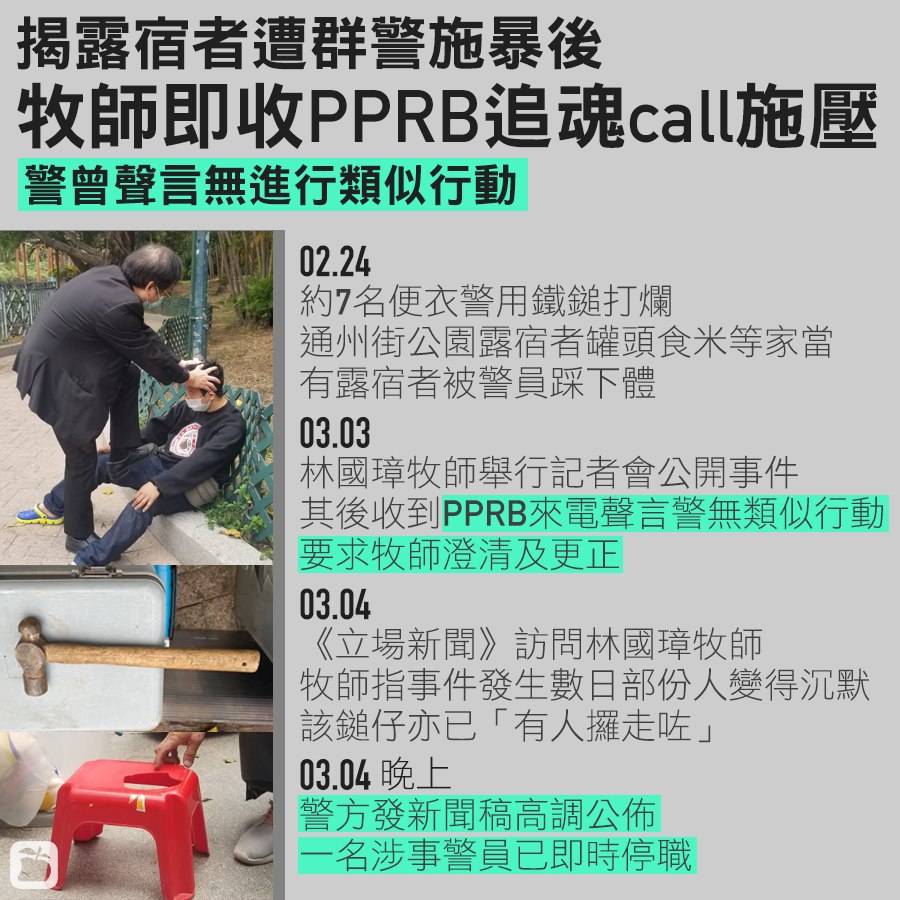 揭露宿者遭群警施暴後
牧師即收PPRB追魂call施壓
警曾聲言無進行類似行動
02.24
約7名便衣警用鐵鎚打爛
通州街公園露宿者罐頭食米等家當
有露宿者被警員踩下體
03.03
林國璋牧師舉行記者會公開事件
其後收到PPRB來電聲言警無類似行動
要求牧師澄清及更正
03.04
《立場新聞》訪問林國璋牧師
牧師指事件發生數日部份人變得沉默
該鎚仔亦已「有人攞走咗」
03.04 晚上
警方發新聞稿高調公佈
一名涉事警員已即時停職